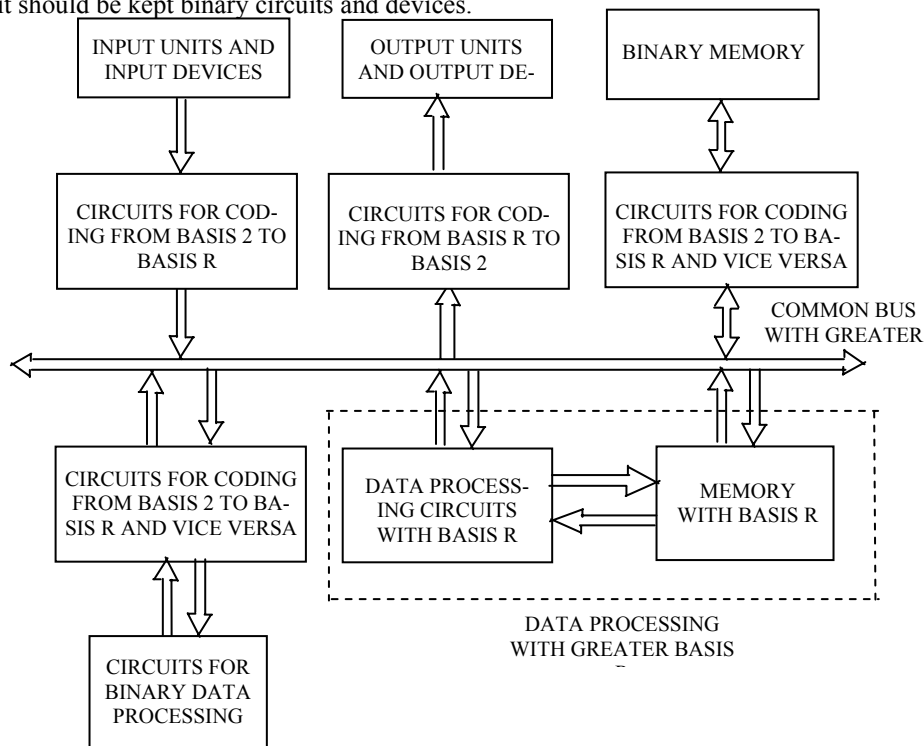 it should be kept binary circuits and devices.
INPUT UNITS AND
INPUT DEVICES
OUTPUT UNITS
AND OUTPUT DE-
BINARY MEMORY
CIRCUITS FOR COD-
ING FROM BASIS 2 TO
BASIS R
CIRCUITS FOR COD-
ING FROM BASIS R TO
BASIS 2
CIRCUITS FOR CODING
FROM BASIS 2 TO BA-
SIS R AND VICE VERSA
COMMON BUS
WITH GREATER
CIRCUITS FOR CODING
FROM BASIS 2 TO BA-
SIS R AND VICE VERSA
DATA PROCESS-
ING CIRCUITS
WITH BASIS R
MEMORY
WITH BASIS R
DATA PROCESSING
WITH GREATER BASIS
CIRCUITS FOR
BINARY DATA
PROCESSING